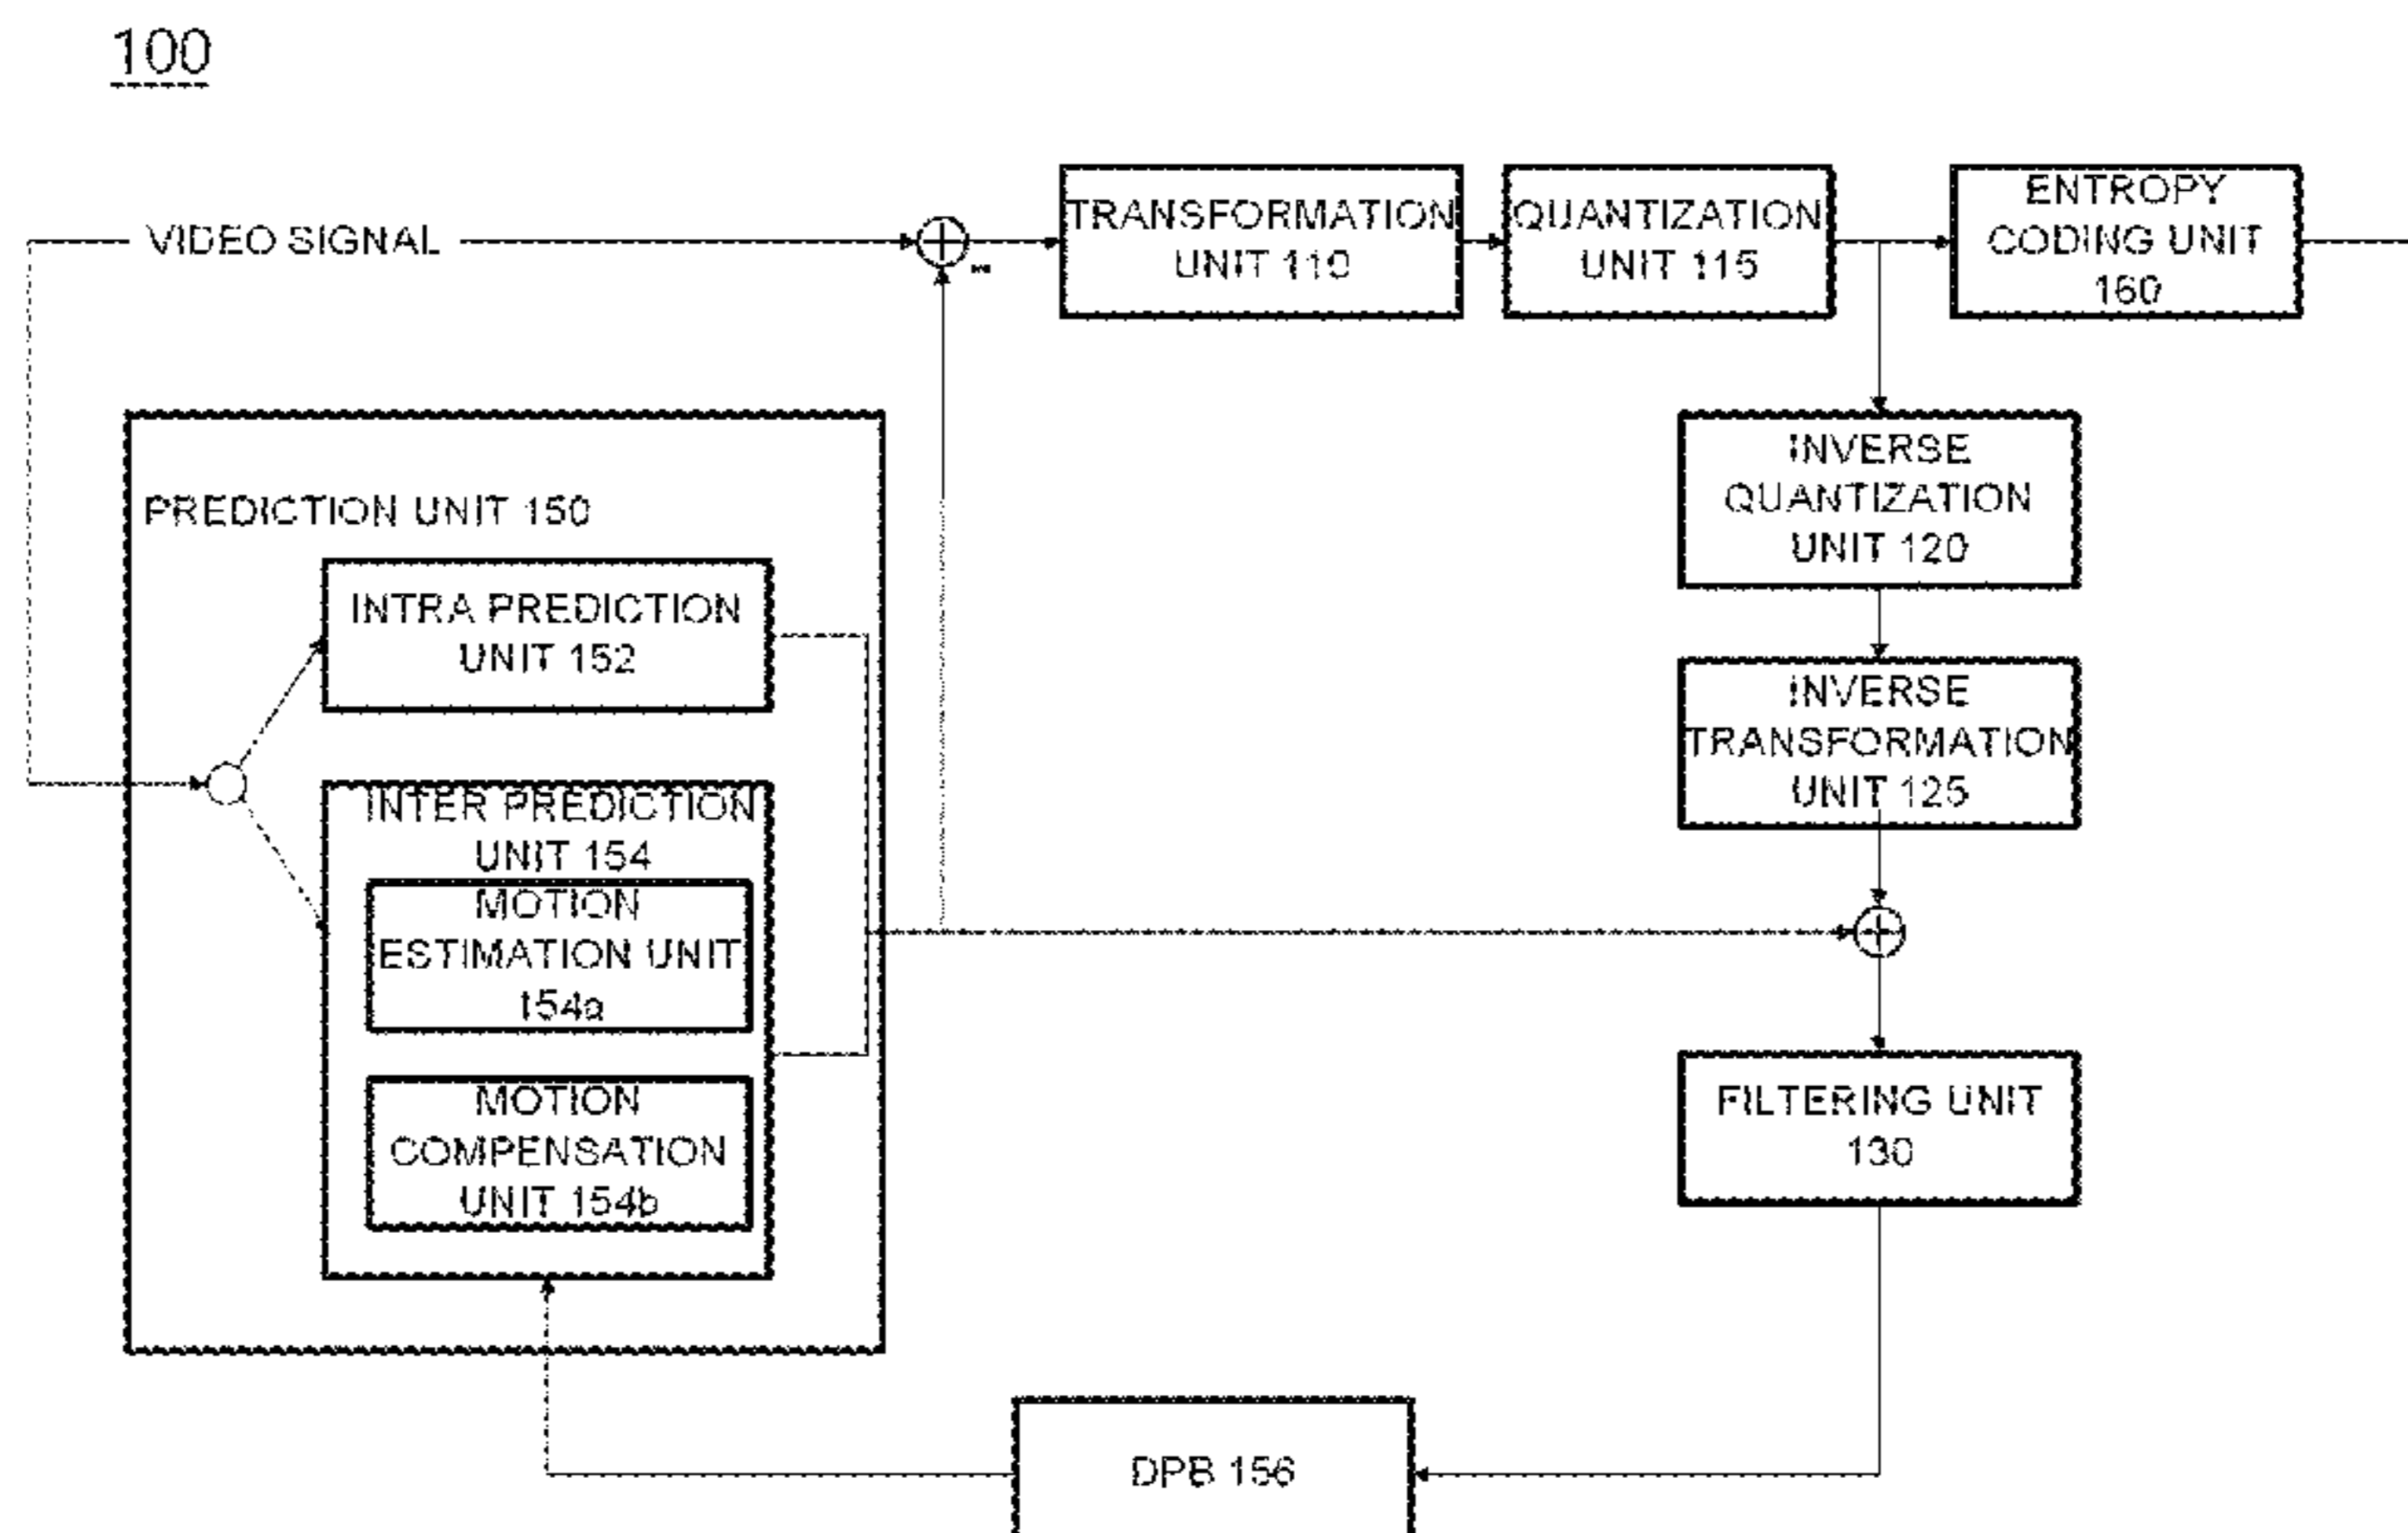 100
VIDEO SIGNAL
TRANSFORMATION
UNIT 110
QUANTIZATION
UNIT 115
ENTROPY
CODING UNIT
160
PREDICTION UNIT 150
INTRA PREDICTION
UNIT 152
INTER PREDICTION
UNIT 154
MOTION
ESTIMATION UNIT
154a
MOTION
COMPENSATION
UNIT 154b
INVERSE
QUANTIZATION
UNIT 120
INVERSE
TRANSFORMATION
UNIT 125
FILTERING UNIT
130
DPB 156